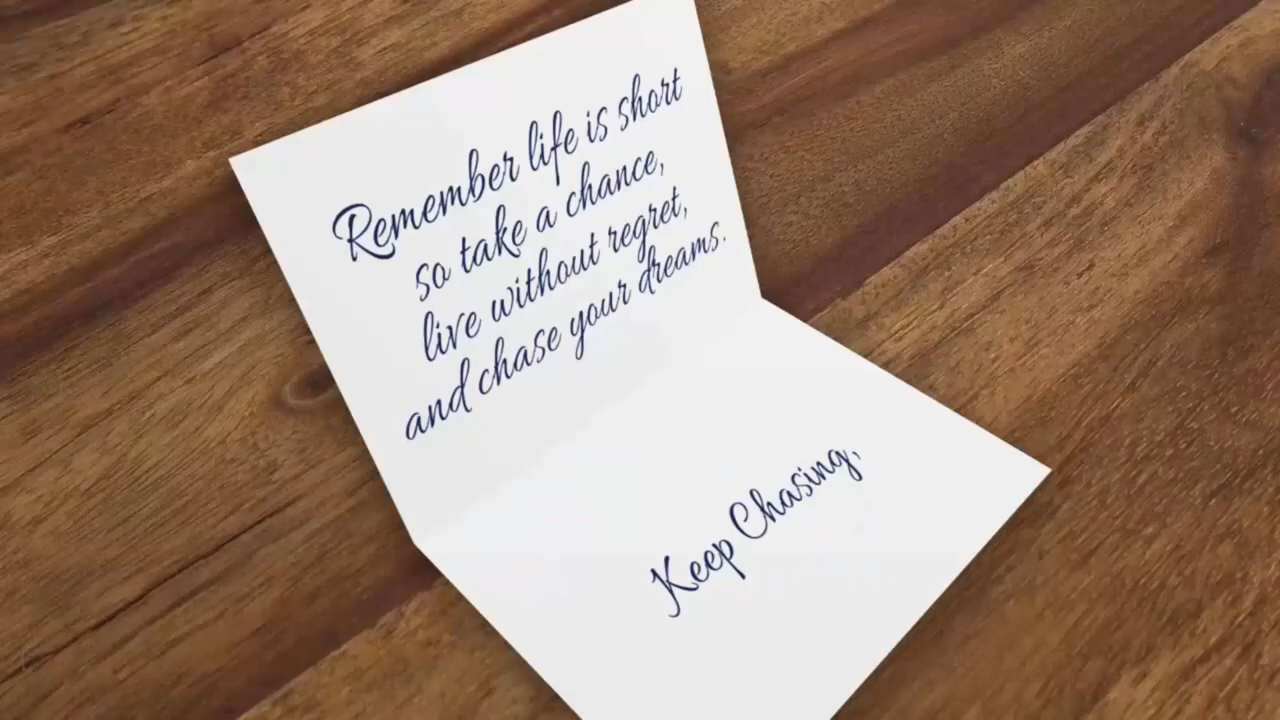 Remember life is short
so take a chance,
live without regret,
and chase your dreams.
Keep Chasing,